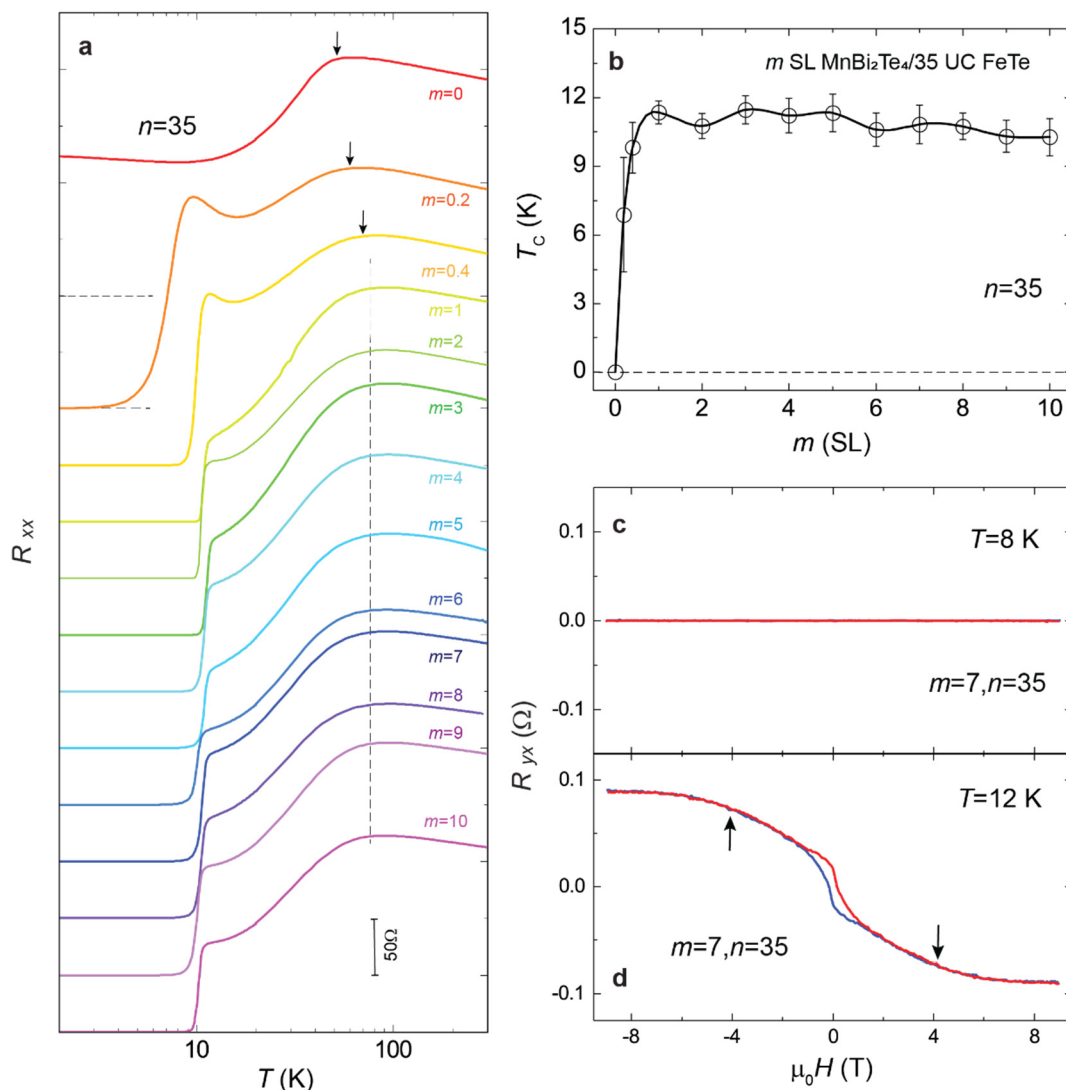 a
m=0
n=35
m=0.2
m=0.4
m=1
m=2
m=3
m=4
m=5
m=6
m=7
m=8
m=9
m=10
50Ω
10
100
T (K)
R xx
b
m SL MnBi₂Te₄/35 UC FeTe
15
12
9
6
3
0
T_C (K)
n=35
0
2
4
6
8
10
m (SL)
c
T=8 K
0.1
0.0
-0.1
m=7,n=35
R yx (Ω)
T=12 K
0.1
0.0
-0.1
m=7,n=35
d
-8
-4
0
4
8
μ₀H (T)